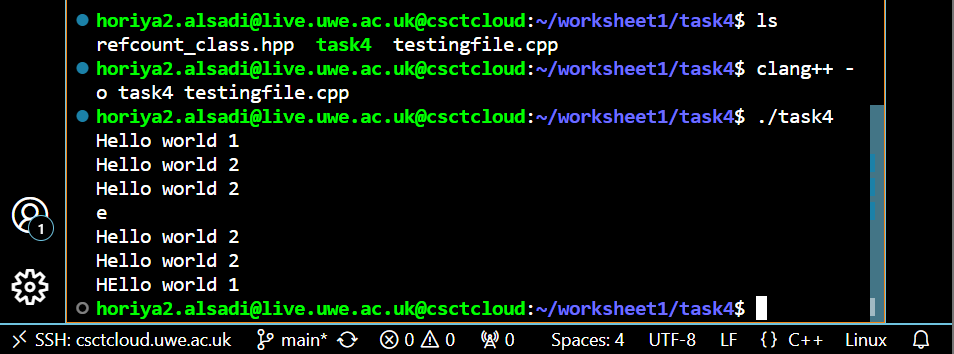 horiya2.alsadi@live.uwe.ac.uk@csctcloud:~/worksheet1/task4$ ls
refcount_class.hpp  task4  testingfile.cpp
horiya2.alsadi@live.uwe.ac.uk@csctcloud:~/worksheet1/task4$ clang++ -
o task4 testingfile.cpp
horiya2.alsadi@live.uwe.ac.uk@csctcloud:~/worksheet1/task4$ ./task4
Hello world 1
Hello world 2
Hello world 2
e
Hello world 2
Hello world 2
HEllo world 1
horiya2.alsadi@live.uwe.ac.uk@csctcloud:~/worksheet1/task4$
1
SSH: csctcloud.uwe.ac.uk main* 0 0 0 Spaces: 4 UTF-8 LF {} C++ Linux